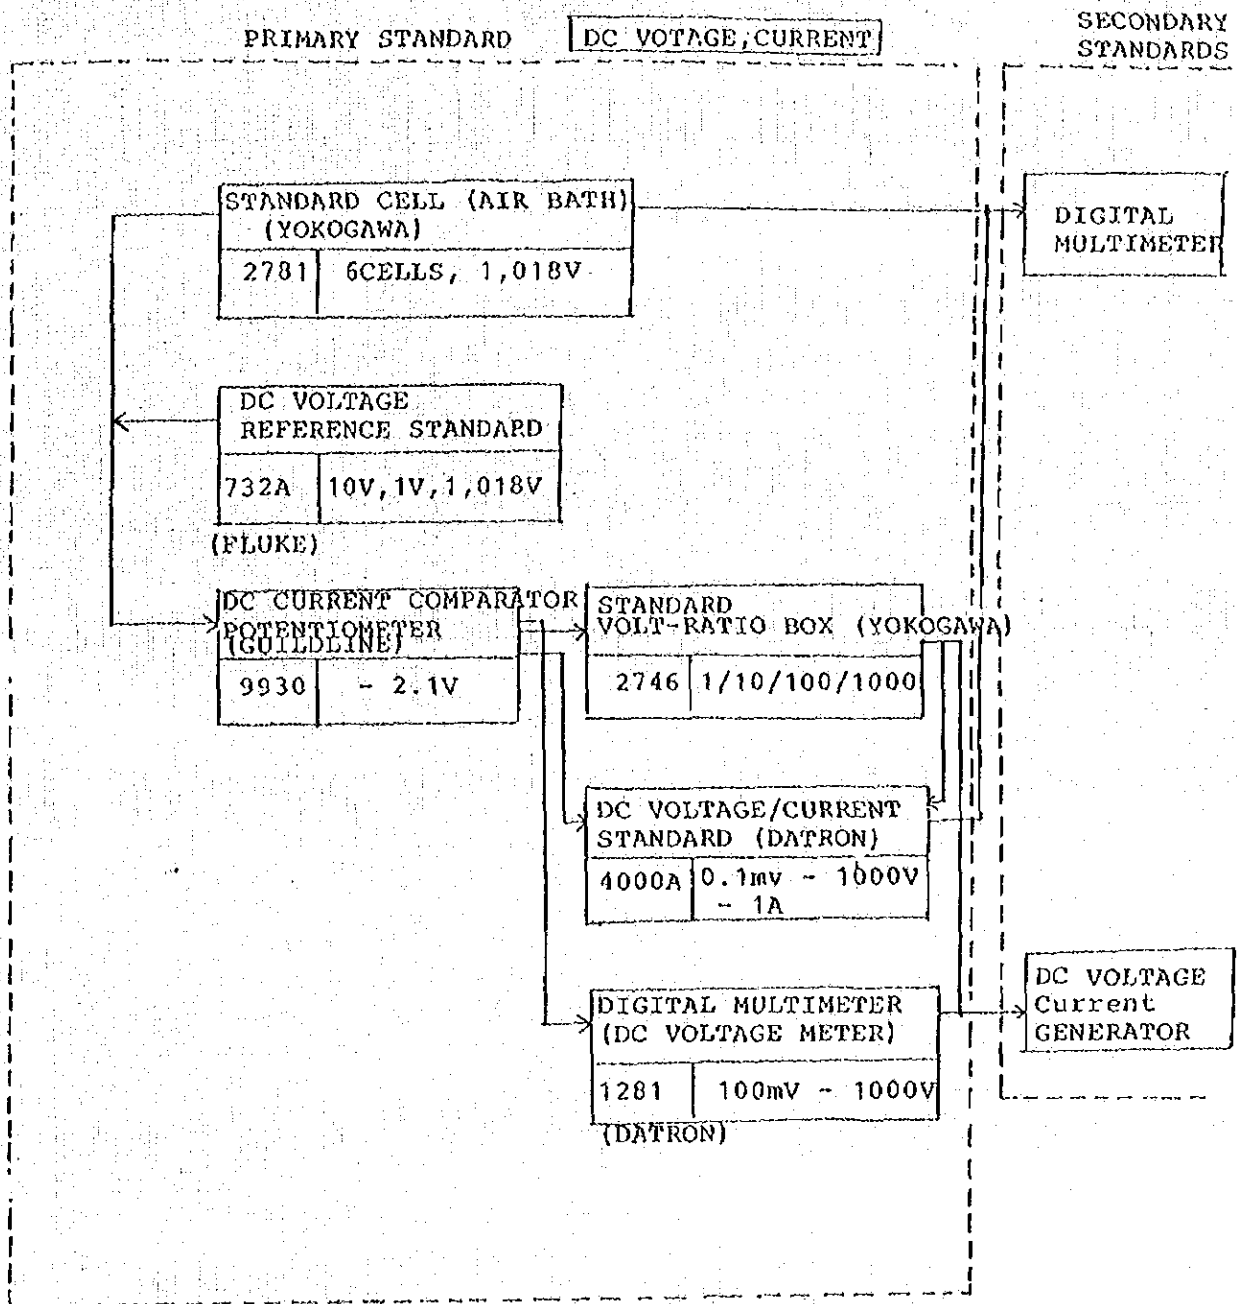 PRIMARY STANDARD
DC VOTAGE,CURRENT
SECONDARY
STANDARDS
STANDARD CELL (AIR BATH)
(YOKOGAWA)
2781 6CELLS, 1,018V
DIGITAL
MULTIMETER
DC VOLTAGE
REFERENCE STANDARD
732A 10V,1V,1,018V
(FLUKE)
DC CURRENT COMPARATOR
POTENTIOMETER
(GUILDLINE)
9930 - 2.1V
STANDARD
VOLT-RATIO BOX (YOKOGAWA)
2746 1/10/100/1000
DC VOLTAGE/CURRENT
STANDARD (DATRON)
4000A 0.1mv - 1000V
- 1A
DIGITAL MULTIMETER
(DC VOLTAGE METER)
1281 100mV - 1000V
(DATRON)
DC VOLTAGE
Current
GENERATOR